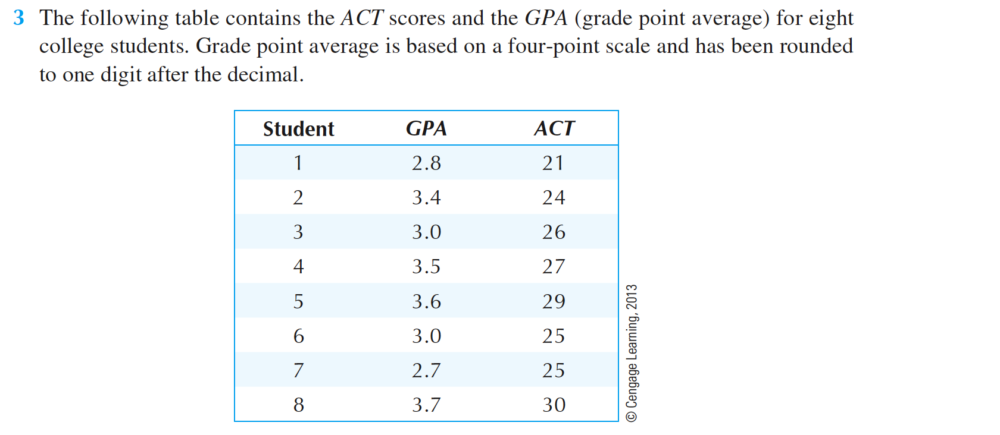 3 The following table contains the ACT scores and the GPA (grade point average) for eight
college students. Grade point average is based on a four-point scale and has been rounded
to one digit after the decimal.
Student GPA ACT
1 2.8 21
2 3.4 24
3 3.0 26
4 3.5 27
5 3.6 29
6 3.0 25
7 2.7 25
8 3.7 30
© Cengage Learning, 2013